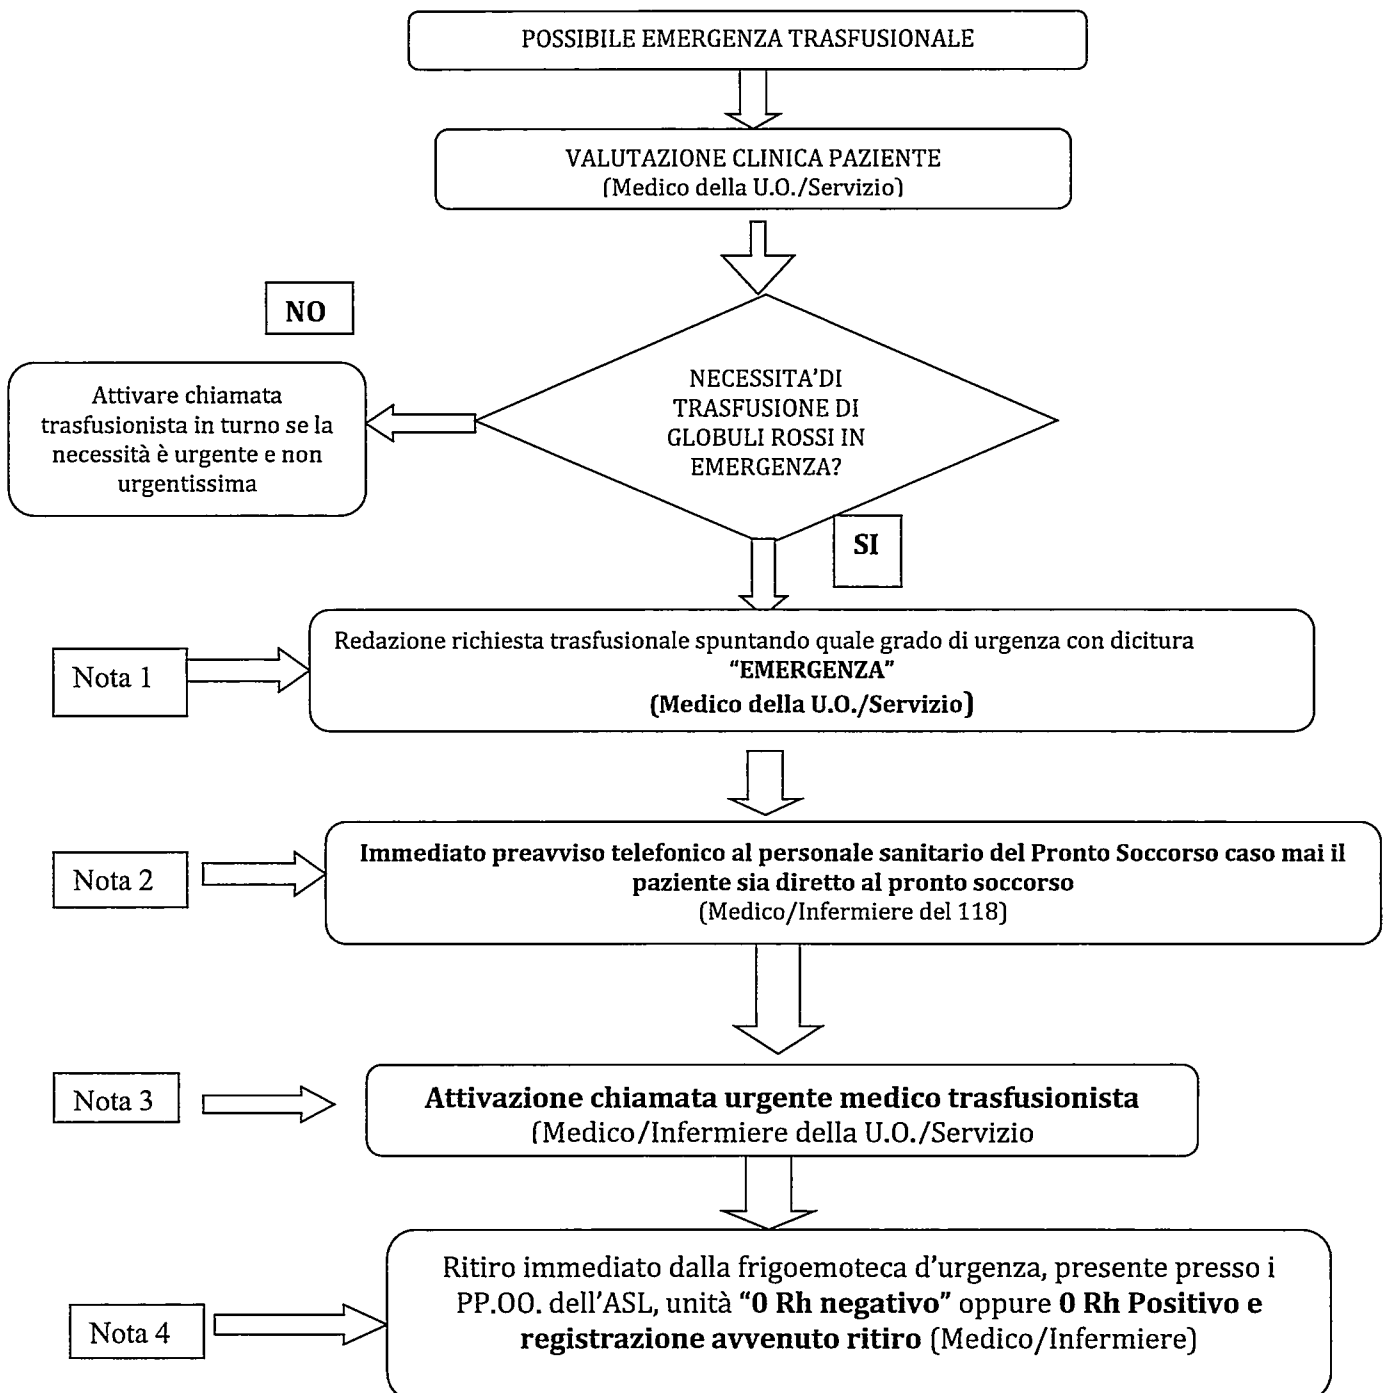 POSSIBILE EMERGENZA TRASFUSIONALE
VALUTAZIONE CLINICA PAZIENTE
(Medico della U.O./Servizio)
NO
NECESSITA'DI
TRASFUSIONE DI
GLOBULI ROSSI IN
EMERGENZA?
Attivare chiamata
trasfusionista in turno se la
necessità è urgente e non
urgentissima
SI
Nota 1
Redazione richiesta trasfusionale spuntando quale grado di urgenza con dicitura
“EMERGENZA”
(Medico della U.O./Servizio)
Nota 2
Immediato preavviso telefonico al personale sanitario del Pronto Soccorso caso mai il
paziente sia diretto al pronto soccorso
(Medico/Infermiere del 118)
Nota 3
Attivazione chiamata urgente medico trasfusionista
(Medico/Infermiere della U.O./Servizio
Nota 4
Ritiro immediato dalla frigoemoteca d’urgenza, presente presso i
PP.OO. dell’ASL, unità “0 Rh negativo” oppure 0 Rh Positivo e
registrazione avvenuto ritiro (Medico/Infermiere)